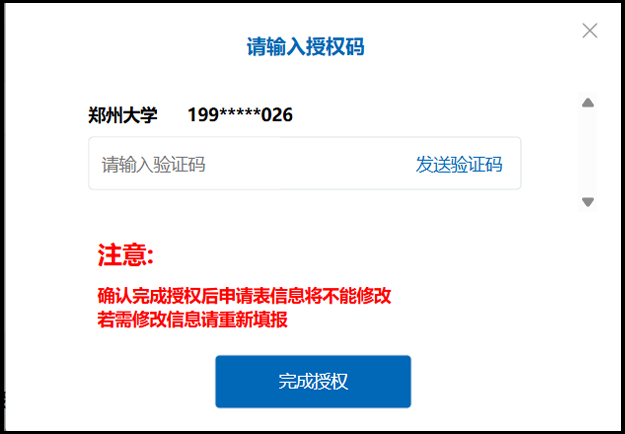 请输入授权码
郑州大学 199*****026
请输入验证码 发送验证码
注意:
确认完成授权后申请表信息将不能修改
若需修改信息请重新填报
完成授权